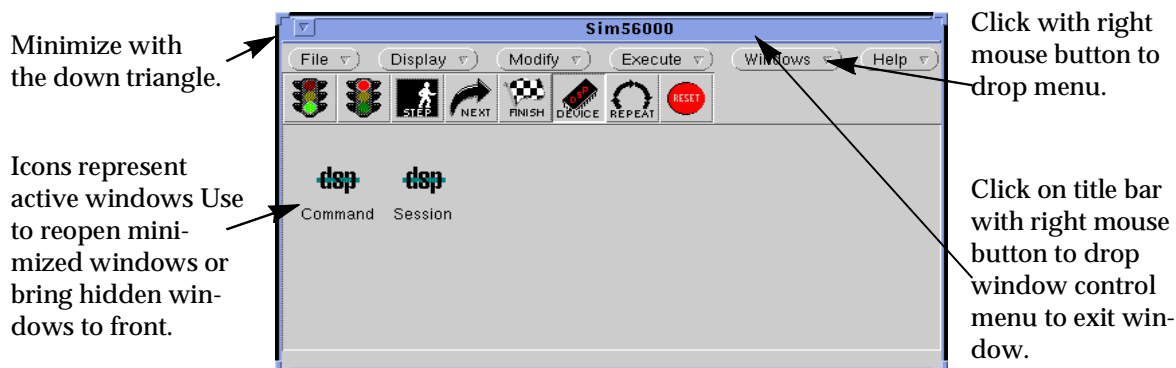 Minimize with
the down triangle.
Icons represent
active windows Use
to reopen mini-
mized windows or
bring hidden win-
dows to front.
Sim56000
File Display Modify Execute Windows Help
STEP NEXT FINISH DSP DEVICE REPEAT RESET
dsp dsp
Command Session
Click with right
mouse button to
drop menu.
Click on title bar
with right mouse
button to drop
window control
menu to exit win-
dow.